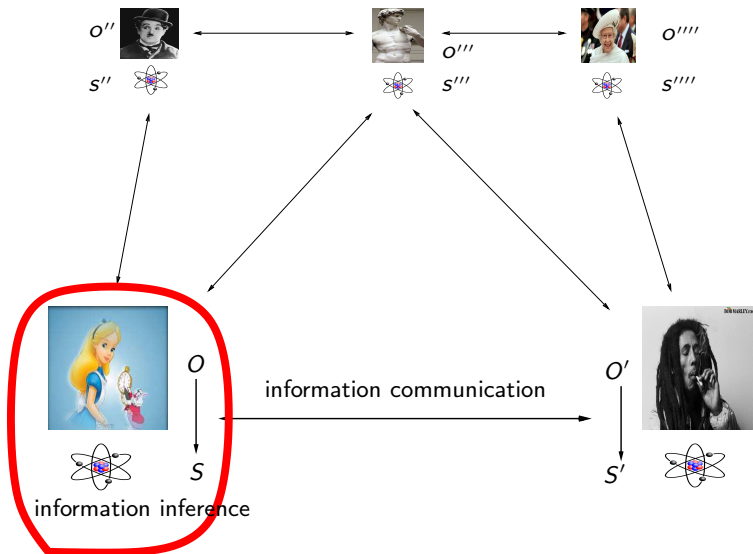 O''
O'''
O''''
S''
S'''
S''''
O
O'
information communication
S
S'
information inference